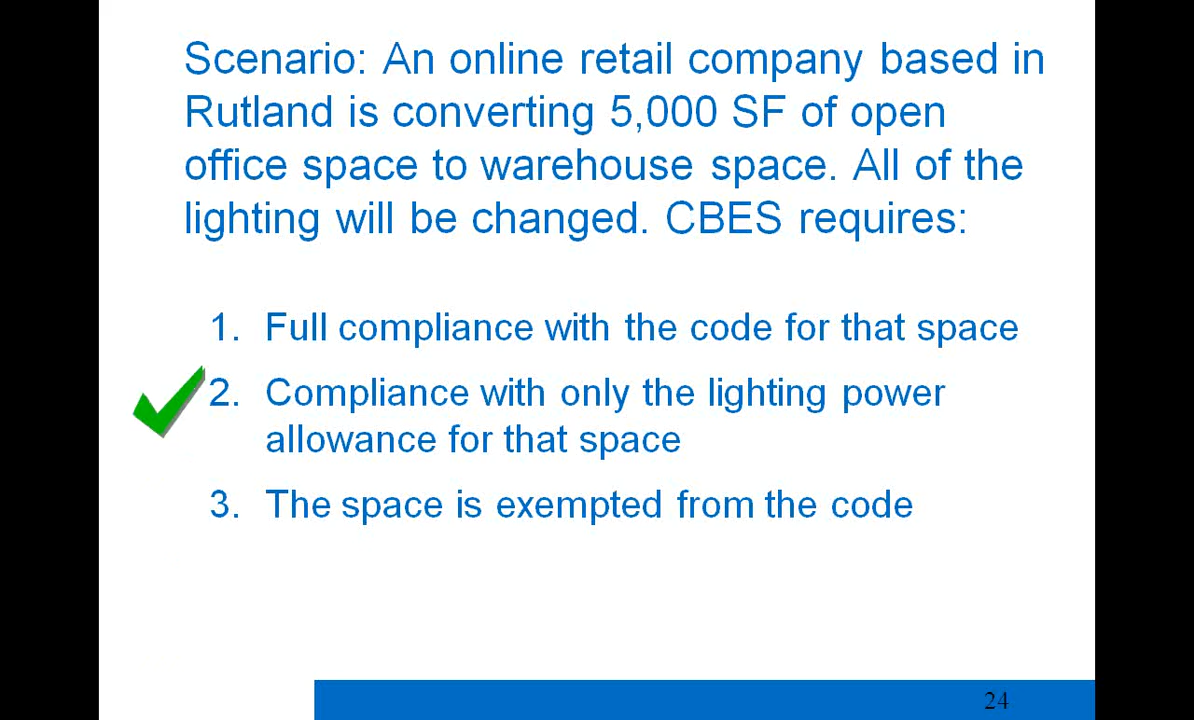 Scenario: An online retail company based in
Rutland is converting 5,000 SF of open
office space to warehouse space. All of the
lighting will be changed. CBES requires:
1. Full compliance with the code for that space
2. Compliance with only the lighting power
allowance for that space
3. The space is exempted from the code
24